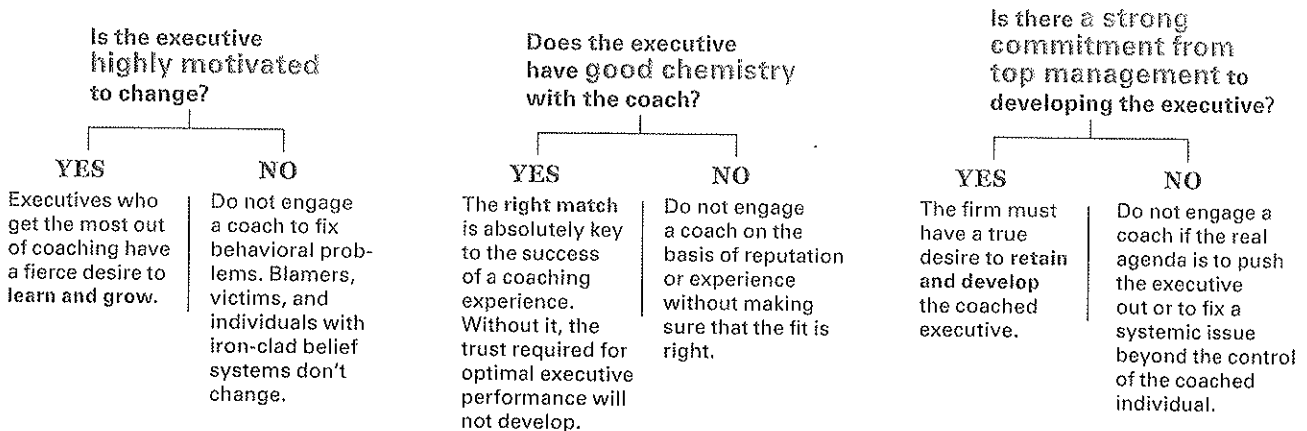 Is the executive
highly motivated
to change?
YES
Executives who
get the most out
of coaching have
a fierce desire to
learn and grow.
NO
Do not engage
a coach to fix
behavioral prob-
lems. Blamers,
victims, and
individuals with
iron-clad belief
systems don't
change.
Does the executive
have good chemistry
with the coach?
YES
The right match
is absolutely key
to the success
of a coaching
experience.
Without it, the
trust required for
optimal executive
performance will
not develop.
NO
Do not engage
a coach on the
basis of reputation
or experience
without making
sure that the fit is
right.
Is there a strong
commitment from
top management to
developing the executive?
YES
The firm must
have a true
desire to retain
and develop
the coached
executive.
NO
Do not engage a
coach if the real
agenda is to push
the executive
out or to fix a
systemic issue
beyond the control
of the coached
individual.